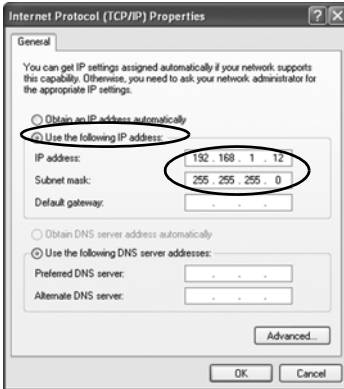 Internet Protocol (TCP/IP) Properties
General
You can get IP settings assigned automatically if your network supports
this capability. Otherwise, you need to ask your network administrator for
the appropriate IP settings.
Obtain an IP address automatically
Use the following IP address:
IP address: 192 . 168 . 1 . 12
Subnet mask: 255 . 255 . 255 . 0
Default gateway: . . .
Obtain DNS server address automatically
Use the following DNS server addresses:
Preferred DNS server: . . .
Alternate DNS server: . . .
Advanced...
OK Cancel